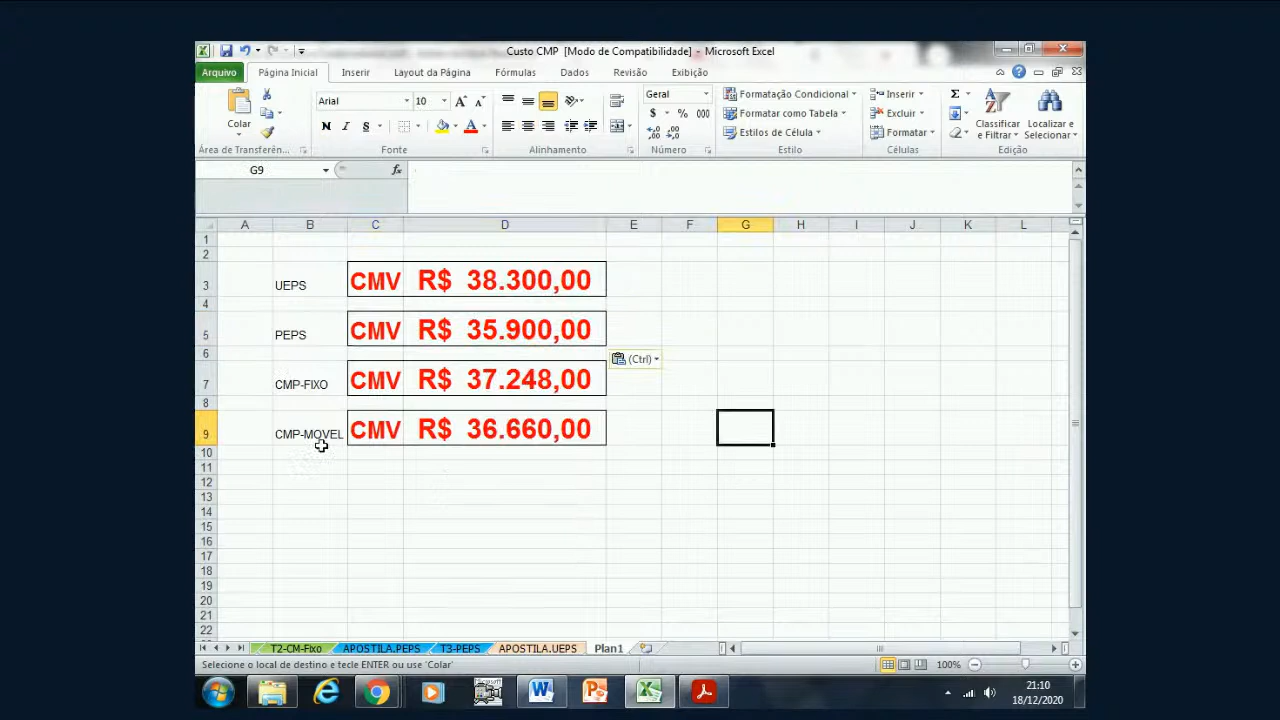 Custo CMP [Modo de Compatibilidade] - Microsoft Excel
Arquivo Página Inicial Inserir Layout da Página Fórmulas Dados Revisão Exibição
Colar
Arial 10
N I S
Geral
$ % 000
Formatação Condicional
Formatar como Tabela
Estilos de Célula
Inserir
Excluir
Formatar
Σ
Classificar e Filtrar
Localizar e Selecionar
Área de Transferên... Fonte Alinhamento Número Estilo Células Edição
G9 fx
A B C D E F G H I J K L
1
2
3 UEPS CMV R$ 38.300,00
4
5 PEPS CMV R$ 35.900,00
6 (Ctrl)
7 CMP-FIXO CMV R$ 37.248,00
8
9 CMP-MOVEL CMV R$ 36.660,00
10
11
12
13
14
15
16
17
18
19
20
21
22
T2-CM-Fixo APOSTILA.PEPS T3-PEPS APOSTILA.UEPS Plan1
Selecione o local de destino e tecle ENTER ou use 'Colar' 100%
21:10
18/12/2020